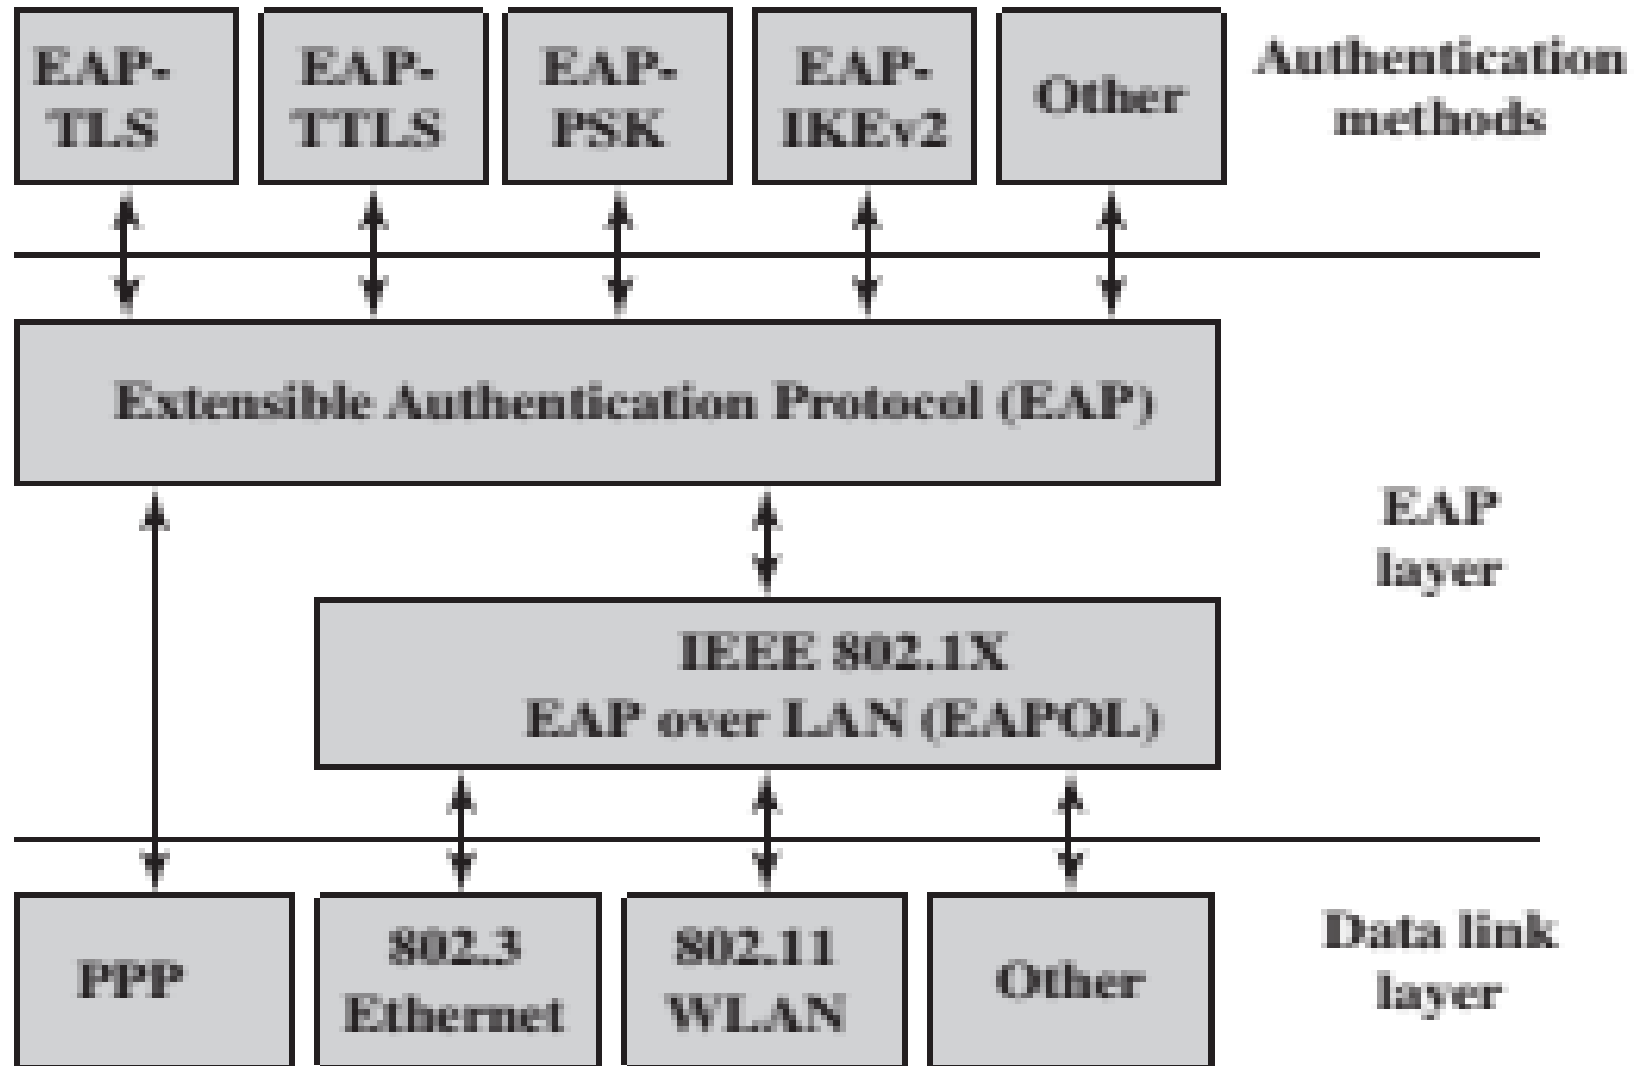 EAP-
TLS
EAP-
TTLS
EAP-
PSK
EAP-
IKEv2
Other
Authentication
methods
Extensible Authentication Protocol (EAP)
EAP
layer
IEEE 802.1X
EAP over LAN (EAPOL)
PPP
802.3
Ethernet
802.11
WLAN
Other
Data link
layer